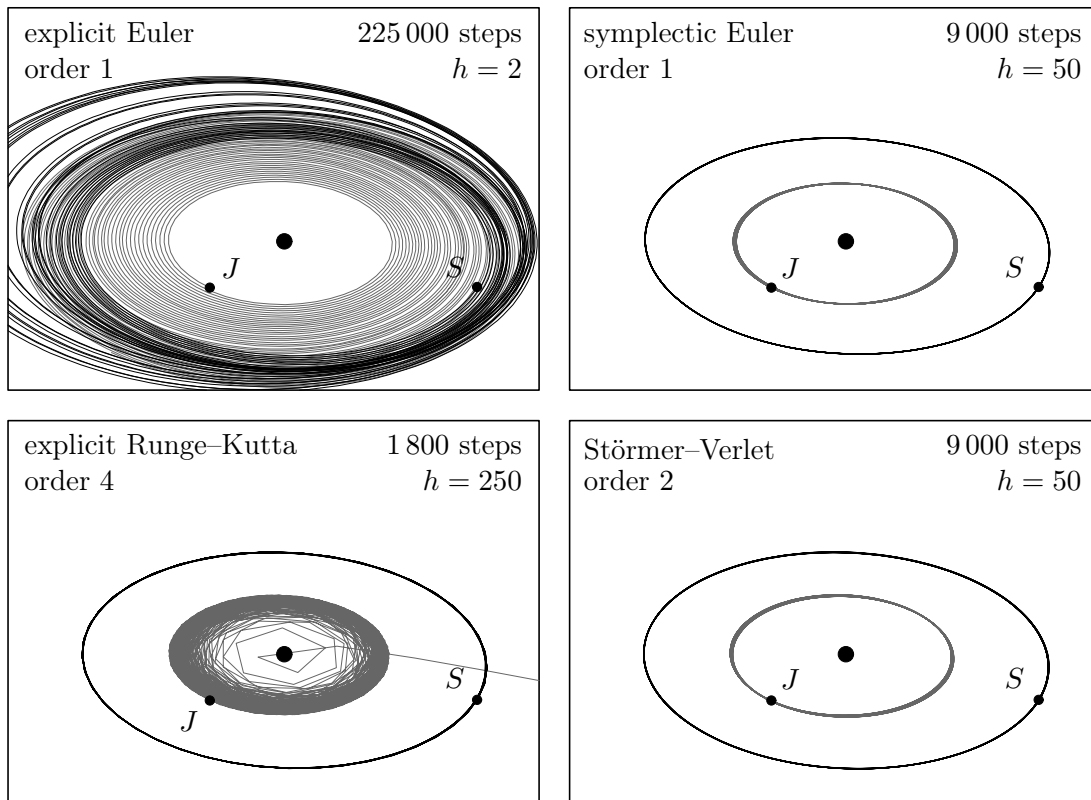 explicit Euler 225 000 steps
order 1 h = 2
J S
symplectic Euler 9 000 steps
order 1 h = 50
J S
explicit Runge–Kutta 1 800 steps
order 4 h = 250
S
J
Störmer–Verlet 9 000 steps
order 2 h = 50
J S